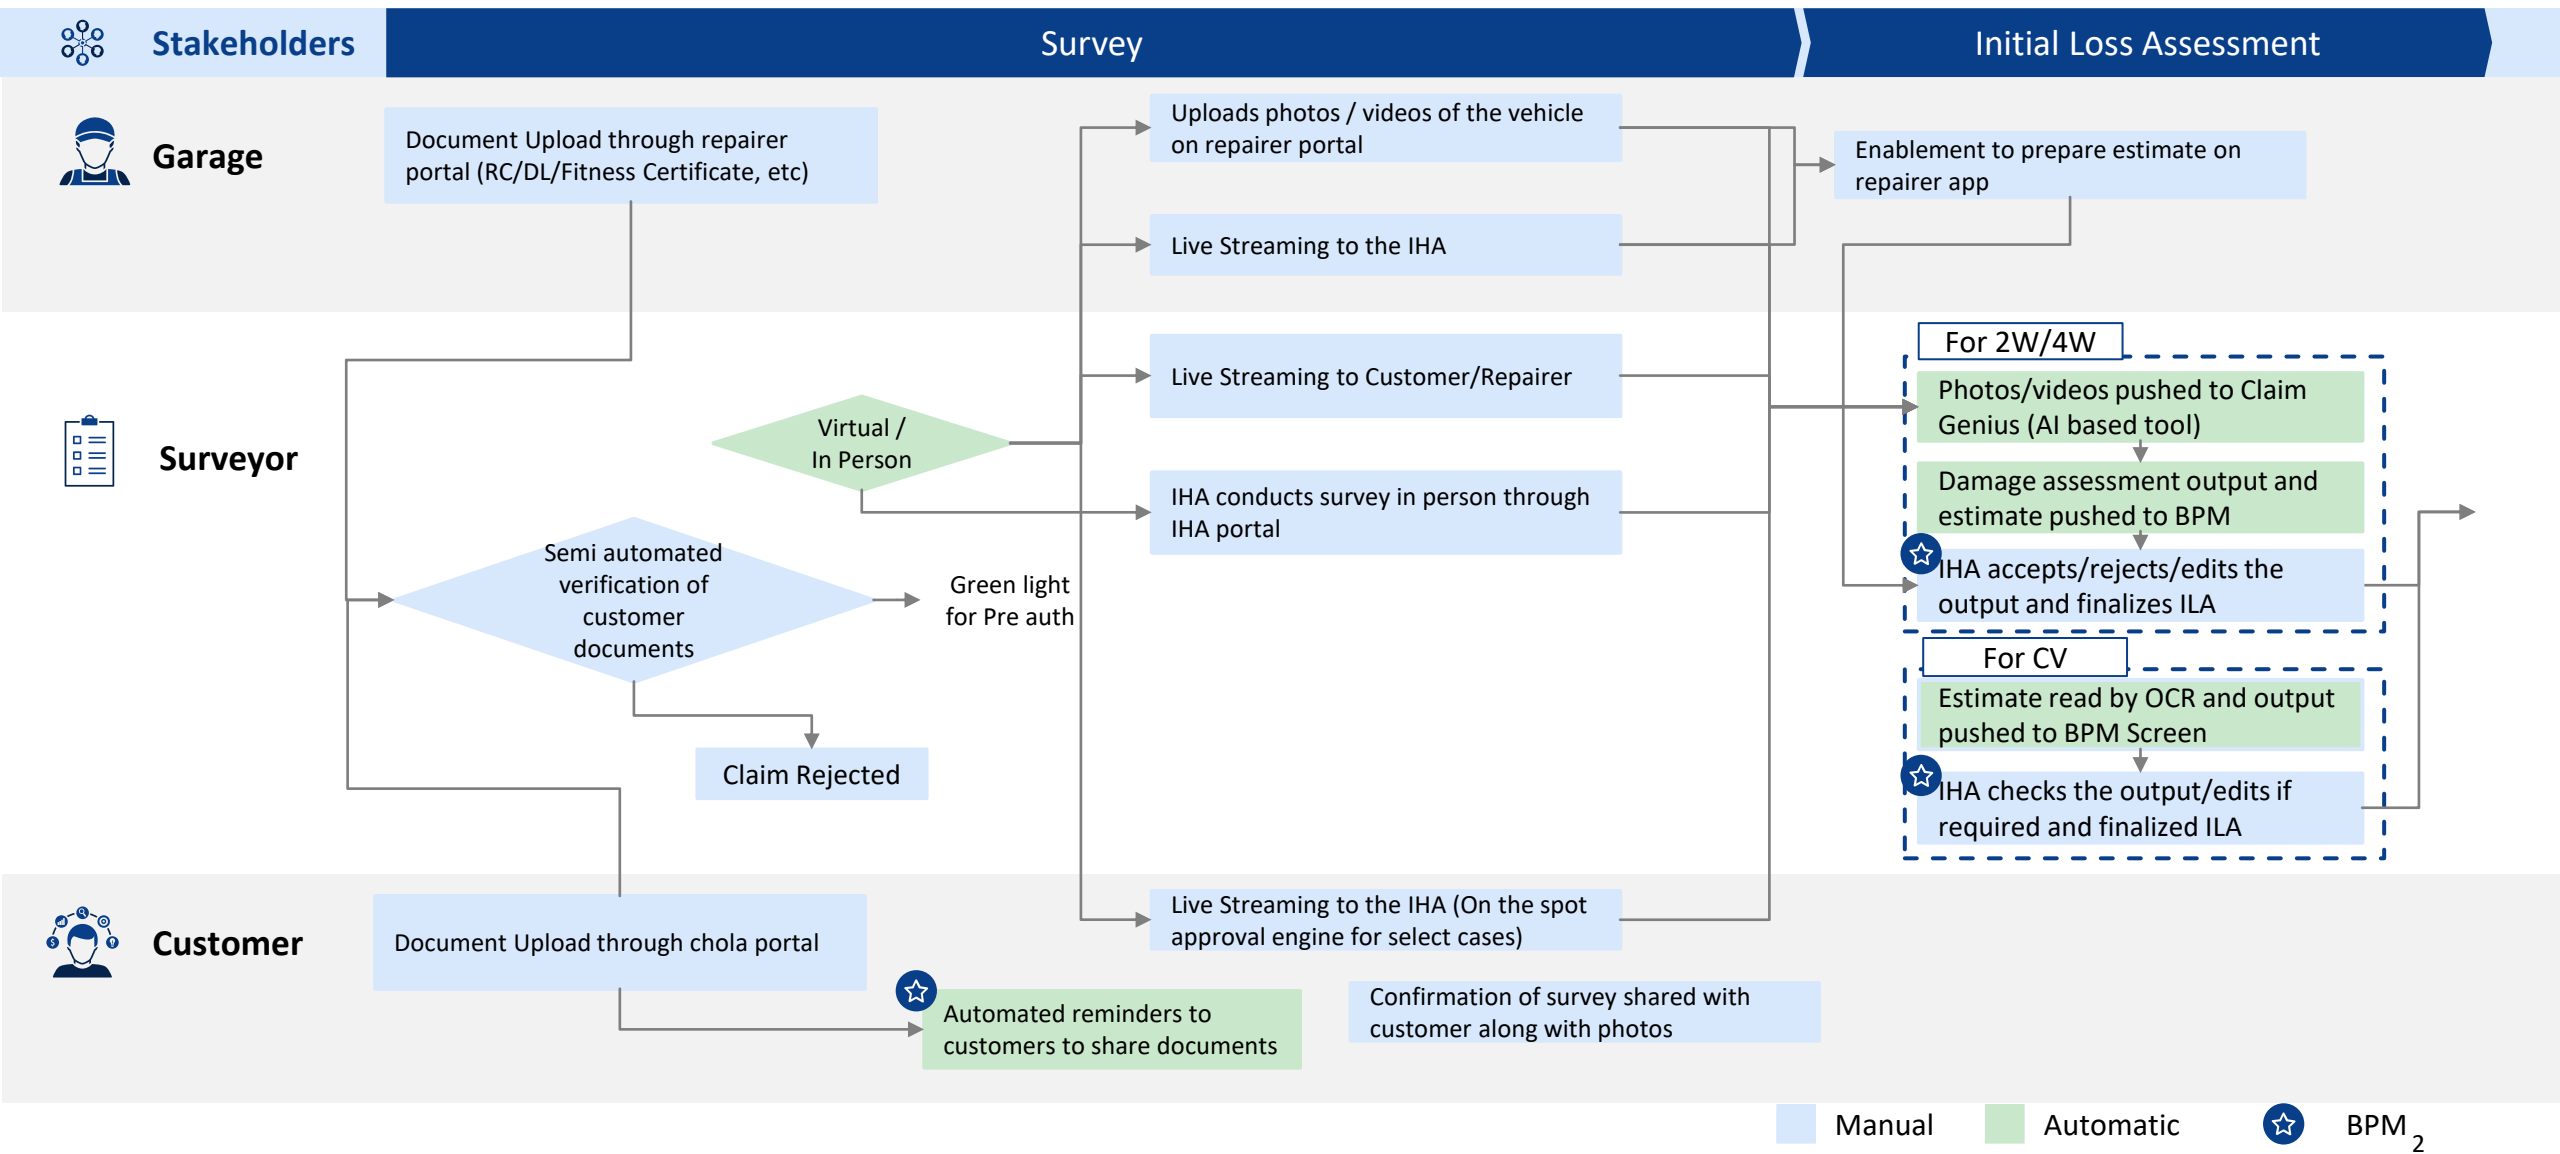 Stakeholders
Survey
Initial Loss Assessment
Garage
Document Upload through repairer
portal (RC/DL/Fitness Certificate, etc)
Uploads photos / videos of the vehicle
on repairer portal
Live Streaming to the IHA
Enablement to prepare estimate on
repairer app
Surveyor
Virtual /
In Person
Semi automated
verification of
customer
documents
Green light
for Pre auth
Claim Rejected
Live Streaming to Customer/Repairer
IHA conducts survey in person through
IHA portal
For 2W/4W
Photos/videos pushed to Claim
Genius (AI based tool)
Damage assessment output and
estimate pushed to BPM
IHA accepts/rejects/edits the
output and finalizes ILA
For CV
Estimate read by OCR and output
pushed to BPM Screen
IHA checks the output/edits if
required and finalized ILA
Customer
Document Upload through chola portal
Live Streaming to the IHA (On the spot
approval engine for select cases)
Automated reminders to
customers to share documents
Confirmation of survey shared with
customer along with photos
Manual
Automatic
BPM
2